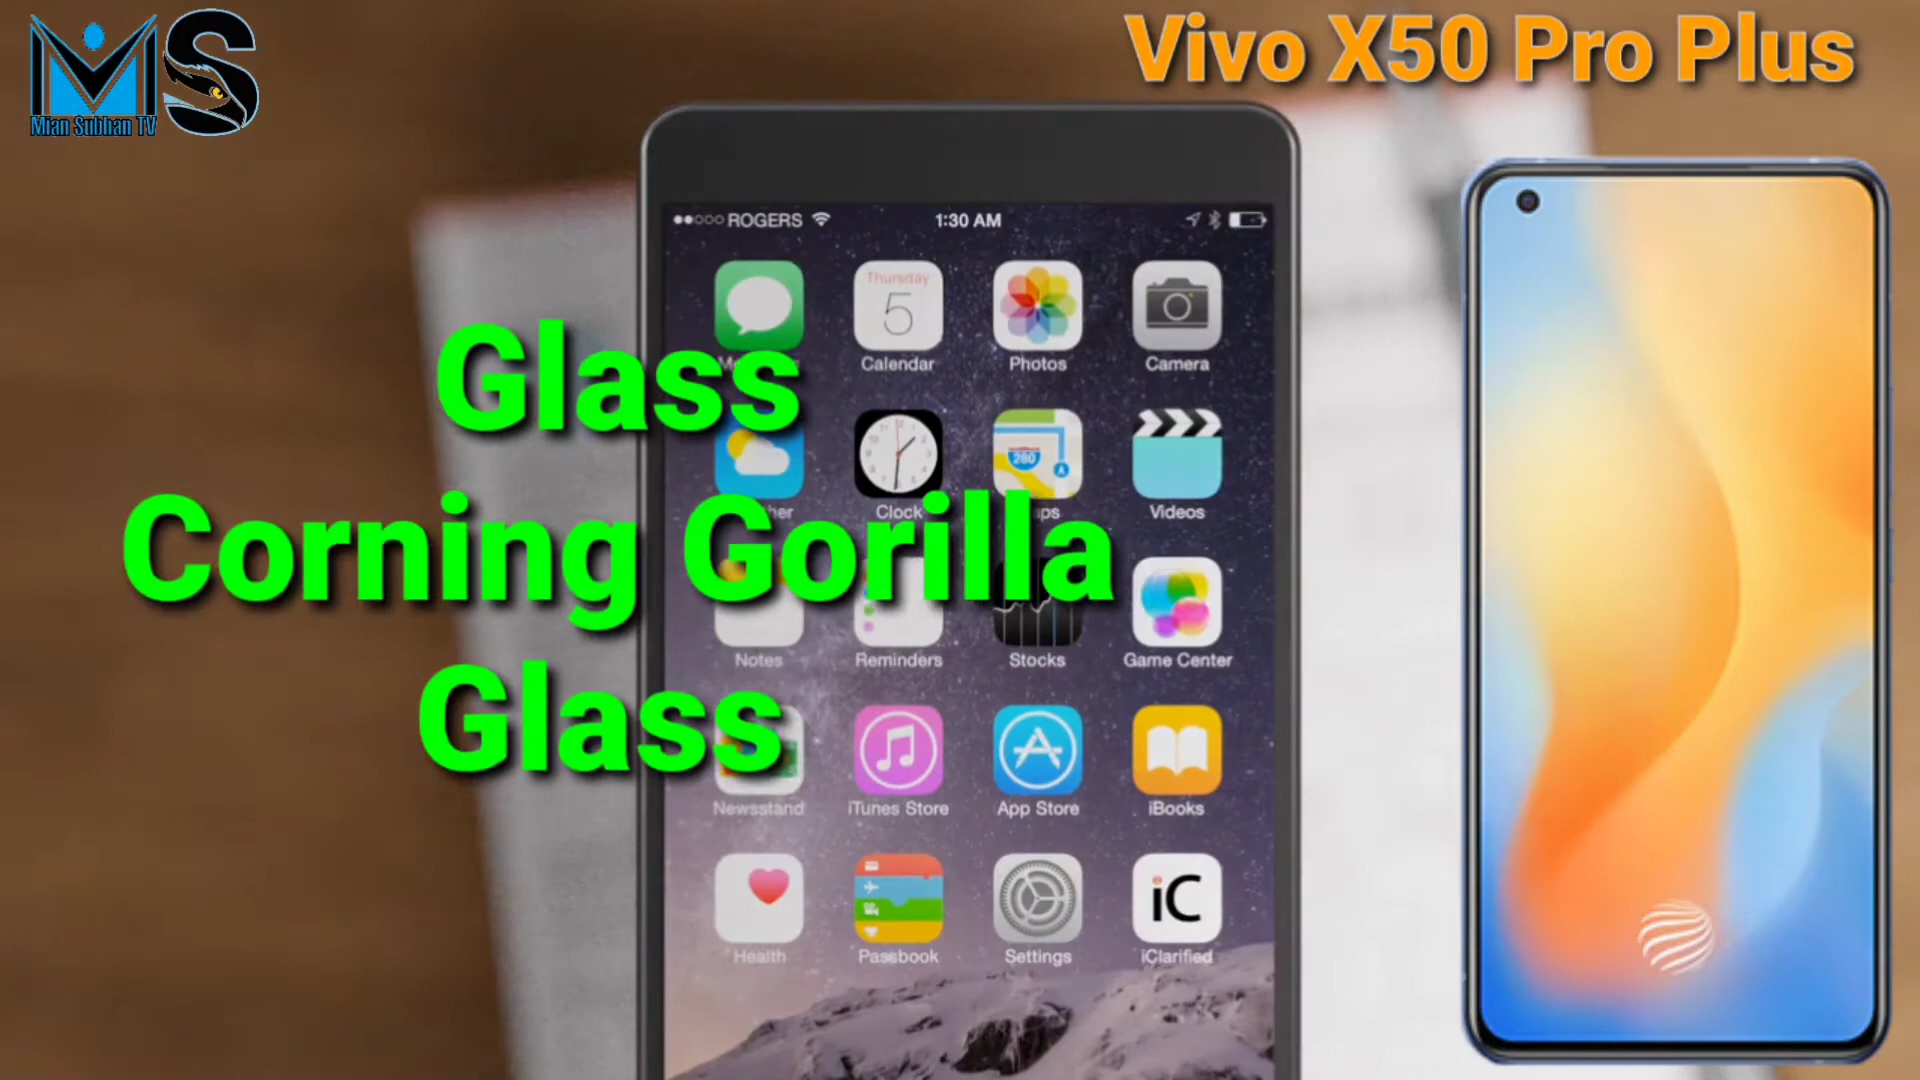 Mian Subhan TV
Vivo X50 Pro Plus
ROGERS
1:30 AM
Thursday
5
Calendar
Photos
Camera
Glass
280
Clock
Videos
Corning Gorilla
Notes
Reminders
Stocks
Game Center
Glass
Newsstand
iTunes Store
App Store
iBooks
iC
Health
Passbook
Settings
iClarified